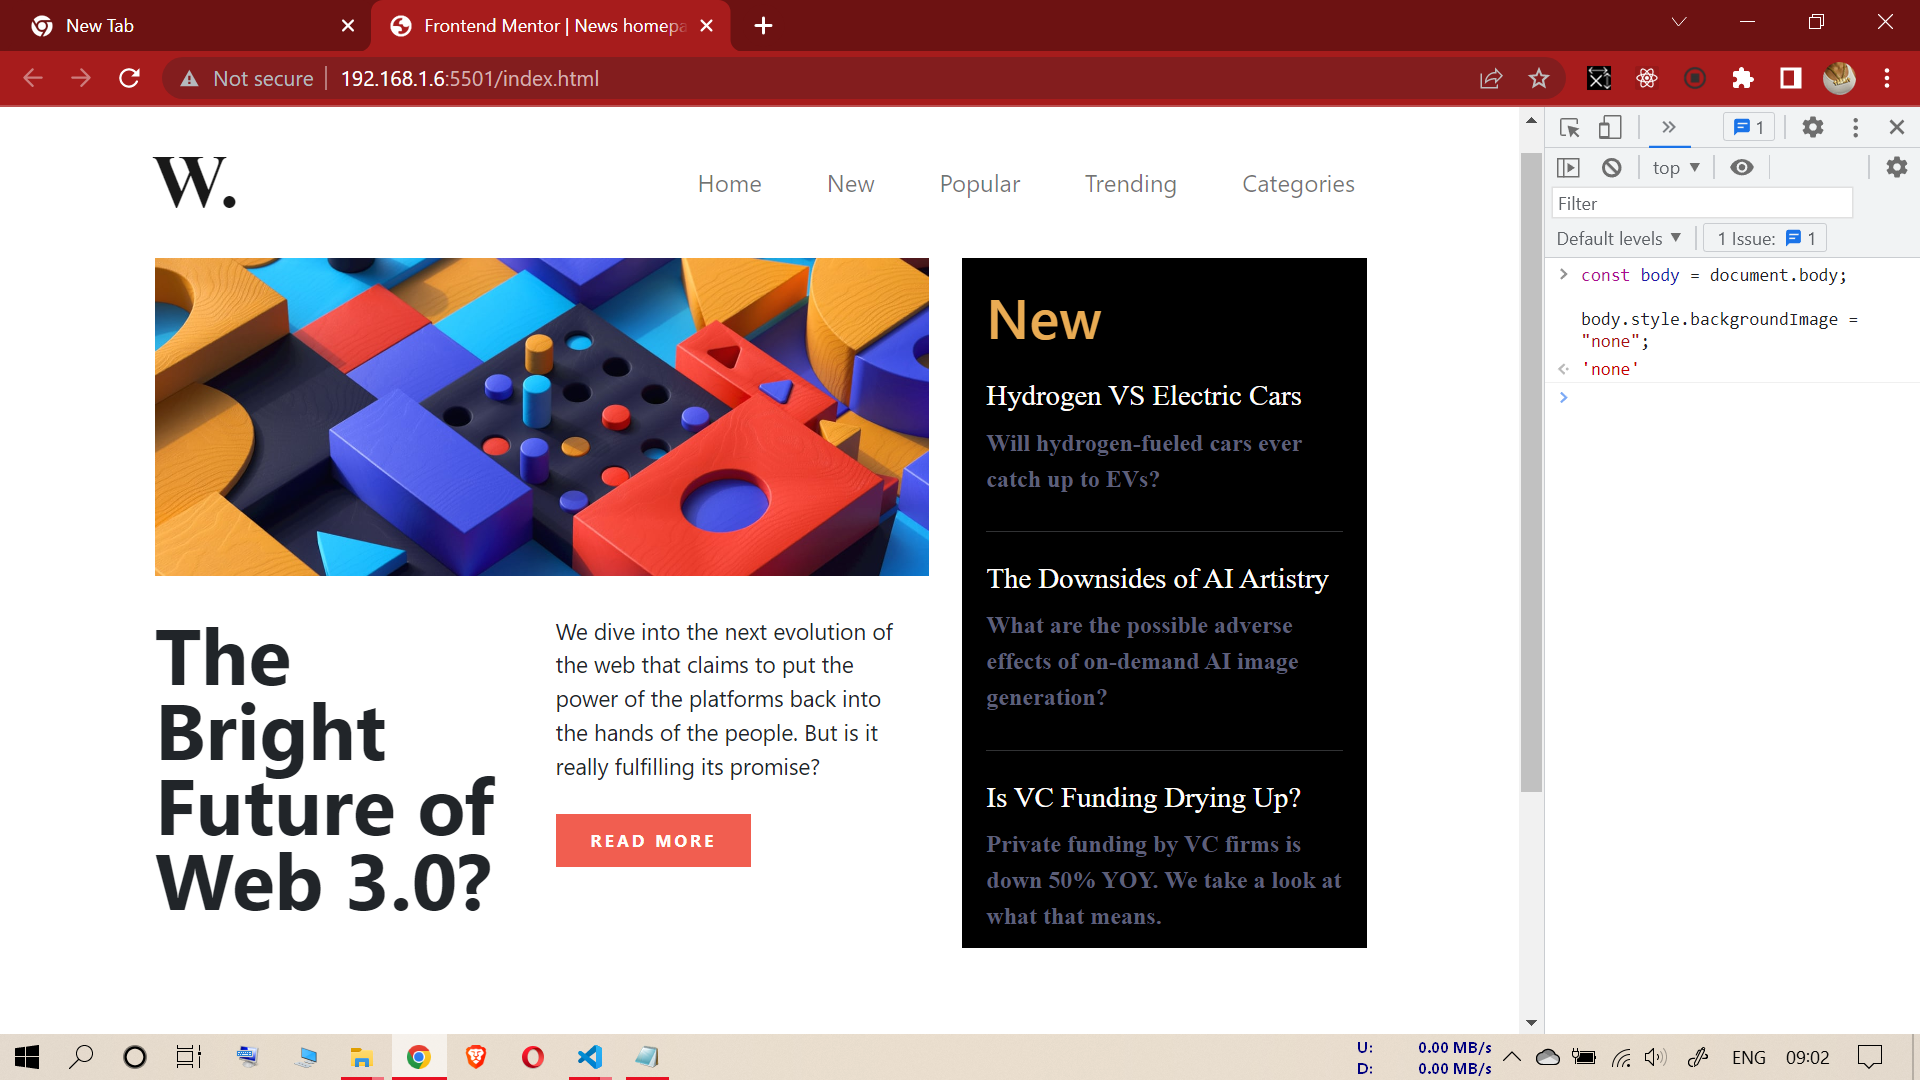 New Tab
Frontend Mentor | News homepa
Not secure
192.168.1.6:5501/index.html
W.
Home
New
Popular
Trending
Categories
New
Hydrogen VS Electric Cars
Will hydrogen-fueled cars ever
catch up to EVs?
The Downsides of AI Artistry
What are the possible adverse
effects of on-demand AI image
generation?
Is VC Funding Drying Up?
Private funding by VC firms is
down 50% YOY. We take a look at
what that means.
The
Bright
Future of
Web 3.0?
We dive into the next evolution of
the web that claims to put the
power of the platforms back into
the hands of the people. But is it
really fulfilling its promise?
READ MORE
1
top
Filter
Default levels
1 Issue: 1
const body = document.body;
body.style.backgroundImage =
"none";
'none'
U: 0.00 MB/s
D: 0.00 MB/s
ENG
09:02